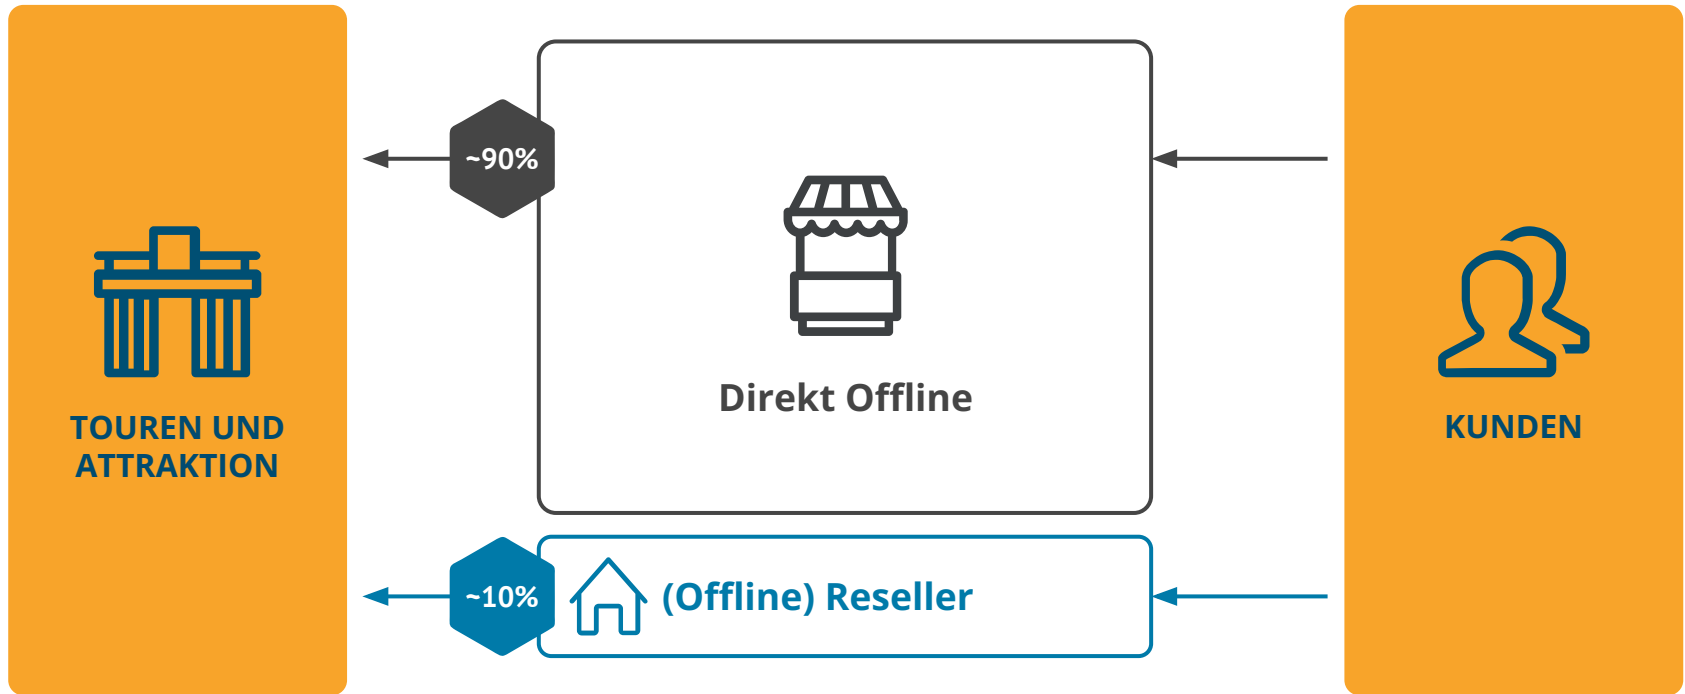 ~90%
Direkt Offline
TOUREN UND
ATTRAKTION
KUNDEN
~10%
(Offline) Reseller